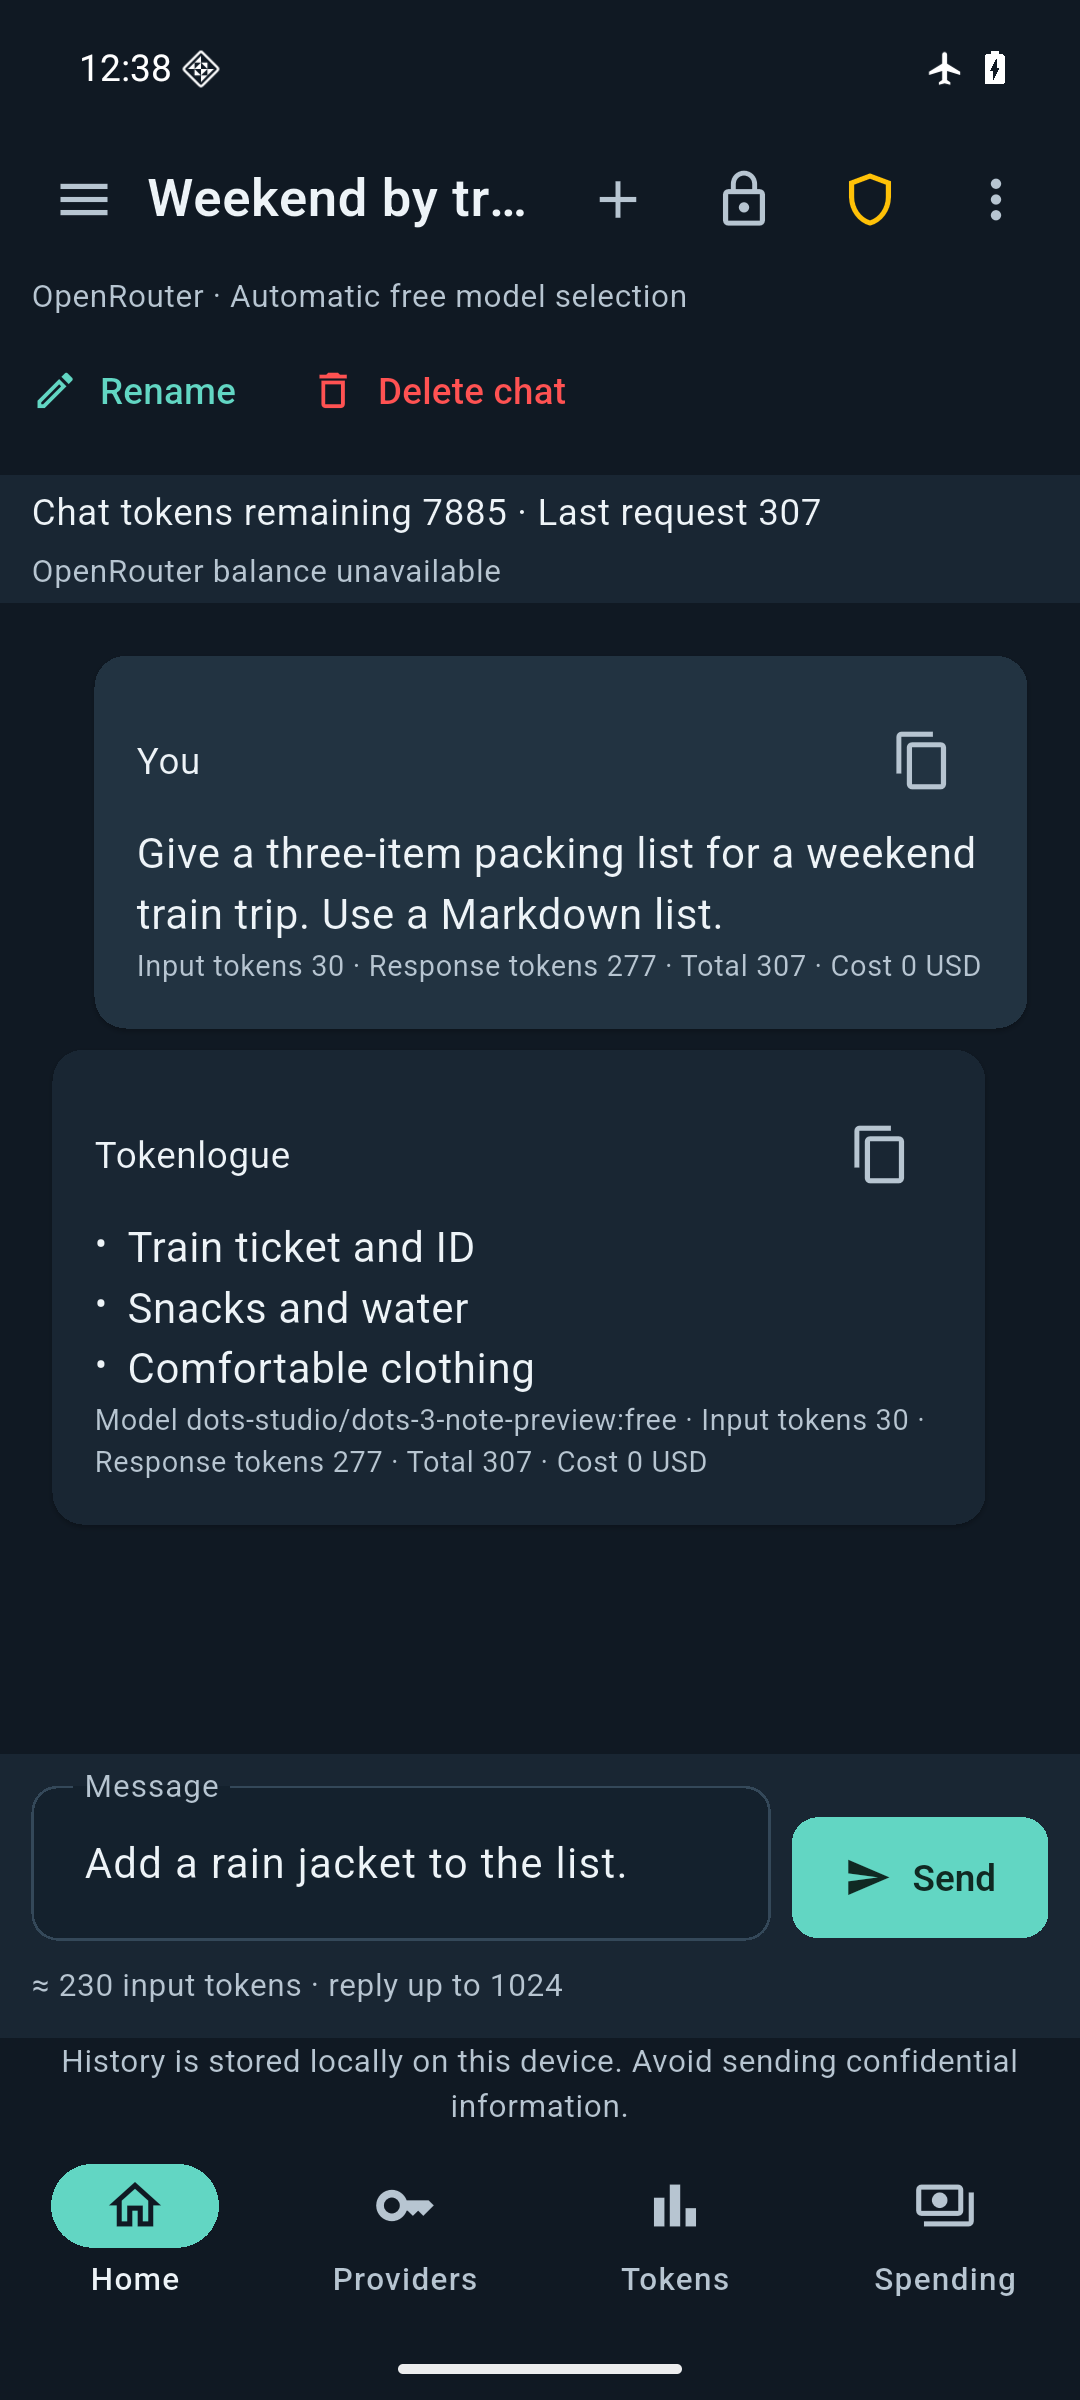 12:38
Weekend by tr...
OpenRouter · Automatic free model selection
Rename
Delete chat
Chat tokens remaining 7885 · Last request 307
OpenRouter balance unavailable
You
Give a three-item packing list for a weekend
train trip. Use a Markdown list.
Input tokens 30 · Response tokens 277 · Total 307 · Cost 0 USD
Tokenlogue
• Train ticket and ID
• Snacks and water
• Comfortable clothing
Model dots-studio/dots-3-note-preview:free · Input tokens 30 ·
Response tokens 277 · Total 307 · Cost 0 USD
Message
Add a rain jacket to the list.
Send
≈ 230 input tokens · reply up to 1024
History is stored locally on this device. Avoid sending confidential
information.
Home
Providers
Tokens
Spending